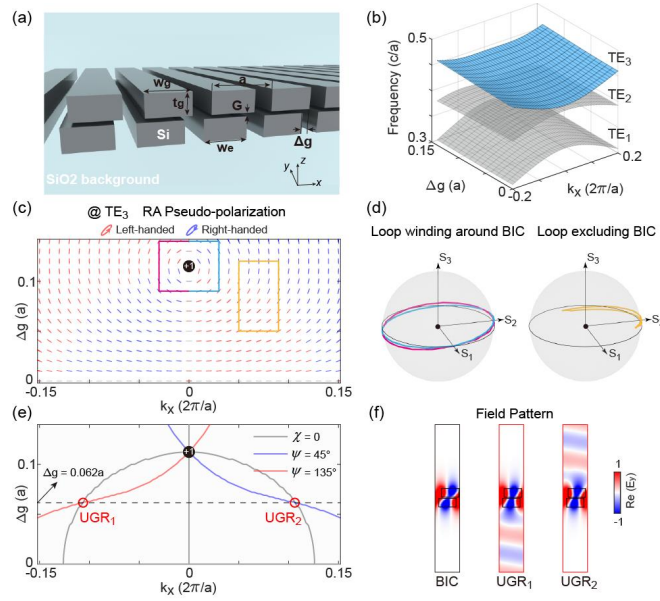 (a)
wg
a
tg
G
Si
we
Δg
SiO2 background
z
y
x
(b)
Frequency (c/a)
0.5
0.3
0.15
Δg (a)
0
-0.2
kx (2π/a)
0.2
TE3
TE2
TE1
(c)
@ TE3 RA Pseudo-polarization
Left-handed Right-handed
+1
Δg (a)
0.1
0
-0.15
0
0.15
kx (2π/a)
(d)
Loop winding around BIC
Loop excluding BIC
S3
S2
S1
S3
S1
(e)
χ = 0
ψ = 45°
ψ = 135°
+1
Δg = 0.062a
UGR1
UGR2
Δg (a)
0.1
0
-0.15
0
0.15
kx (2π/a)
(f)
Field Pattern
1
-1
Re (Ey)
BIC
UGR1
UGR2